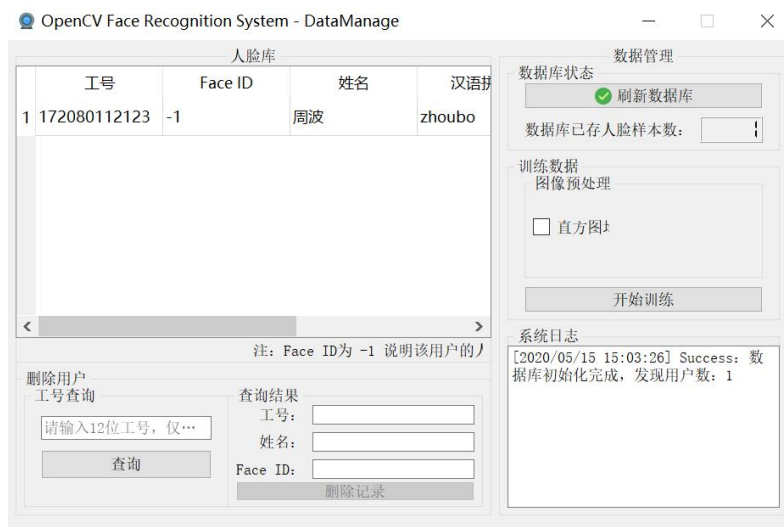 OpenCV Face Recognition System - DataManage
人脸库
工号 Face ID 姓名 汉语拼
1 172080112123 -1 周波 zhoubo
注: Face ID为 -1 说明该用户的人
删除用户
工号查询
请输入12位工号, 仅…
查询
查询结果
工号:
姓名:
Face ID:
删除记录
数据管理
数据库状态
刷新数据库
数据库已存人脸样本数: 1
训练数据
图像预处理
直方图均
开始训练
系统日志
[2020/05/15 15:03:26] Success: 数
据库初始化完成, 发现用户数: 1